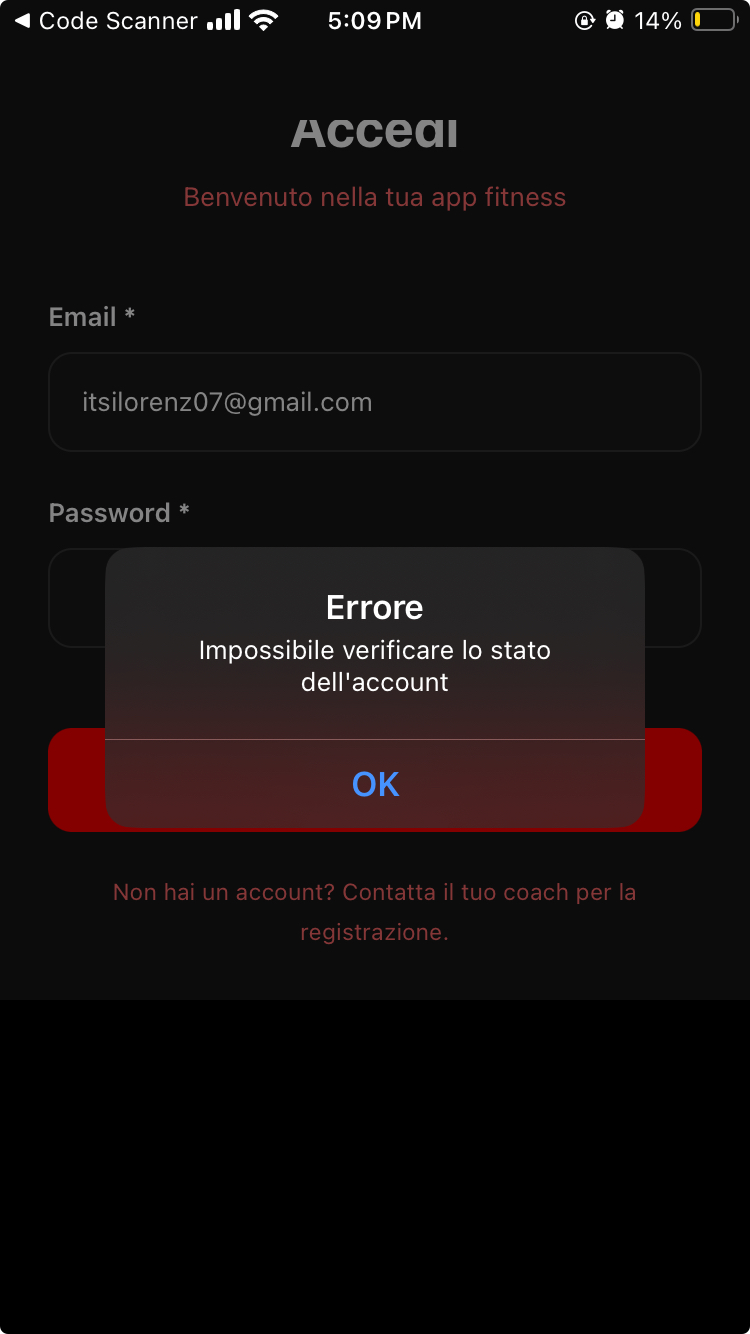 Code Scanner 5:09 PM 14%
Accedi
Benvenuto nella tua app fitness
Email *
itsilorenz07@gmail.com
Password *
Errore
Impossibile verificare lo stato
dell'account
OK
Non hai un account? Contatta il tuo coach per la
registrazione.